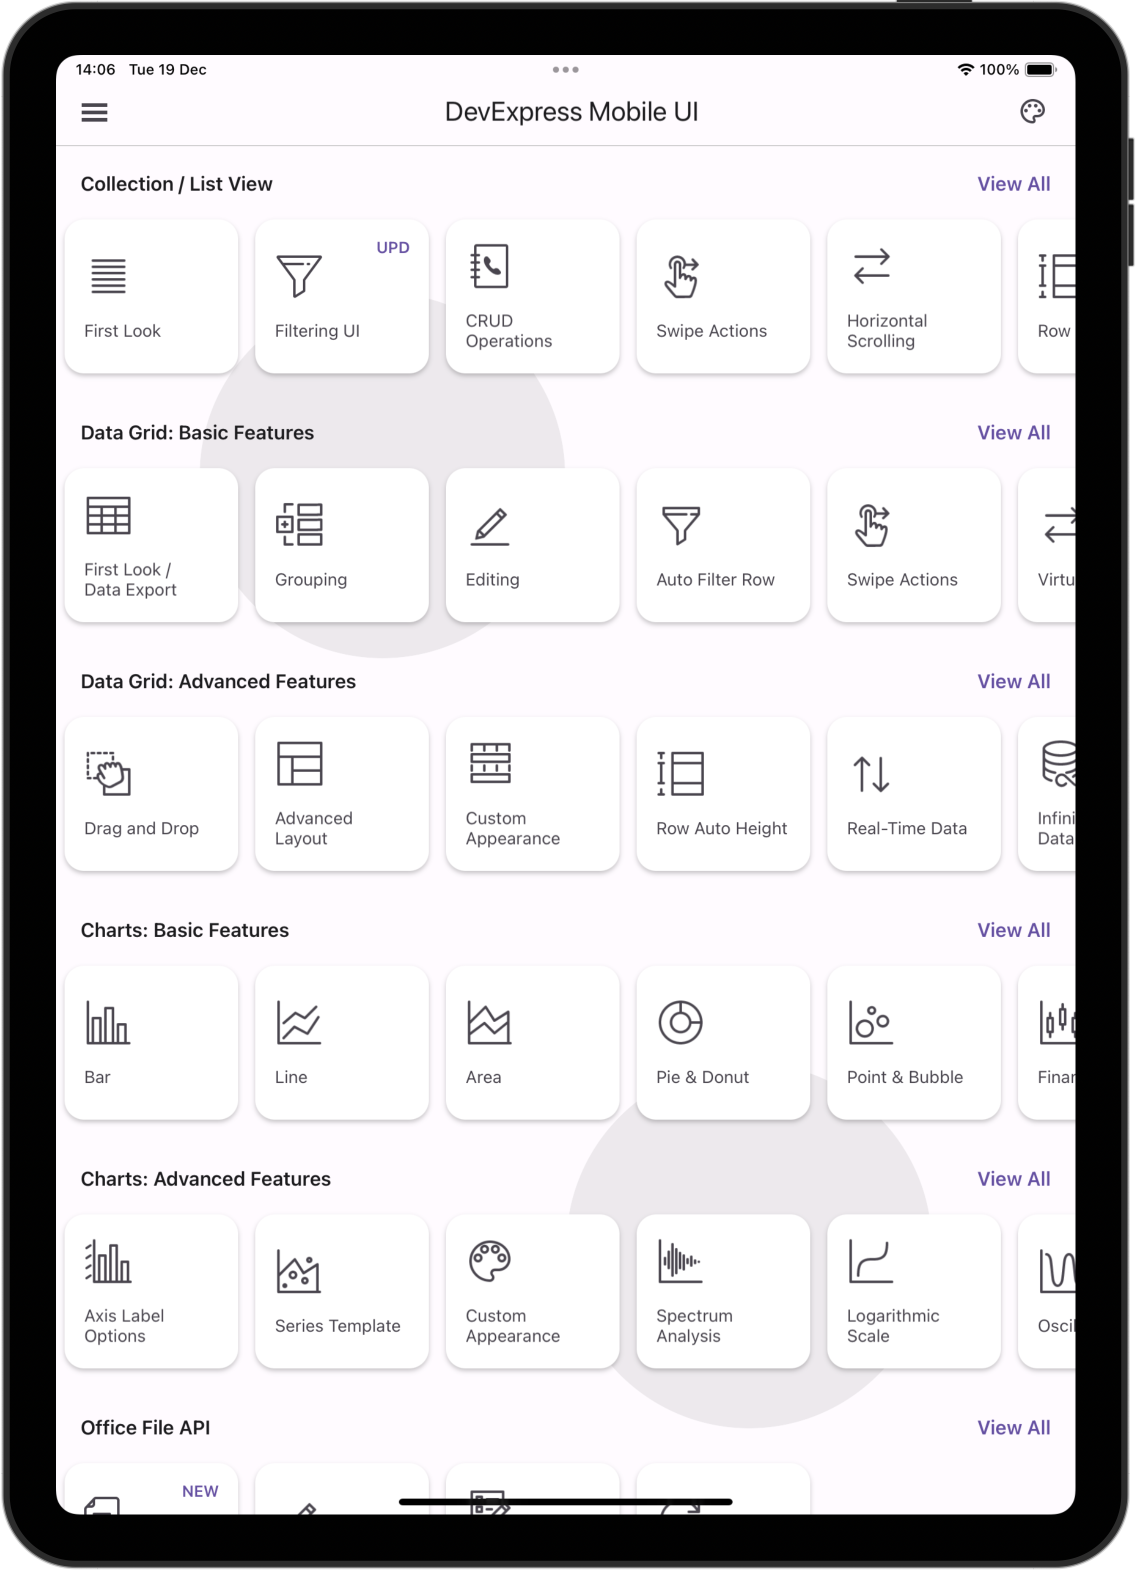 14:06 Tue 19 Dec
100%
DevExpress Mobile UI
Collection / List View
View All
First Look
UPD
Filtering UI
CRUD
Operations
Swipe Actions
Horizontal
Scrolling
Row
Data Grid: Basic Features
View All
First Look /
Data Export
Grouping
Editing
Auto Filter Row
Swipe Actions
Virtu
Data Grid: Advanced Features
View All
Drag and Drop
Advanced
Layout
Custom
Appearance
Row Auto Height
Real-Time Data
Infini
Data
Charts: Basic Features
View All
Bar
Line
Area
Pie & Donut
Point & Bubble
Finan
Charts: Advanced Features
View All
Axis Label
Options
Series Template
Custom
Appearance
Spectrum
Analysis
Logarithmic
Scale
Oscil
Office File API
View All
NEW